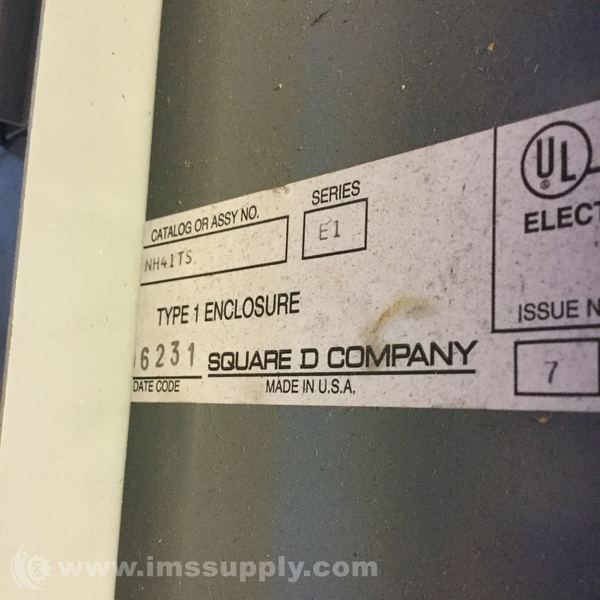 CATALOG OR ASSY NO.
SERIES
NH41TS
E1
TYPE 1 ENCLOSURE
6231
DATE CODE
SQUARE D COMPANY
MADE IN U.S.A.
UL
®
ISSUE N
7
www.imssupply.com